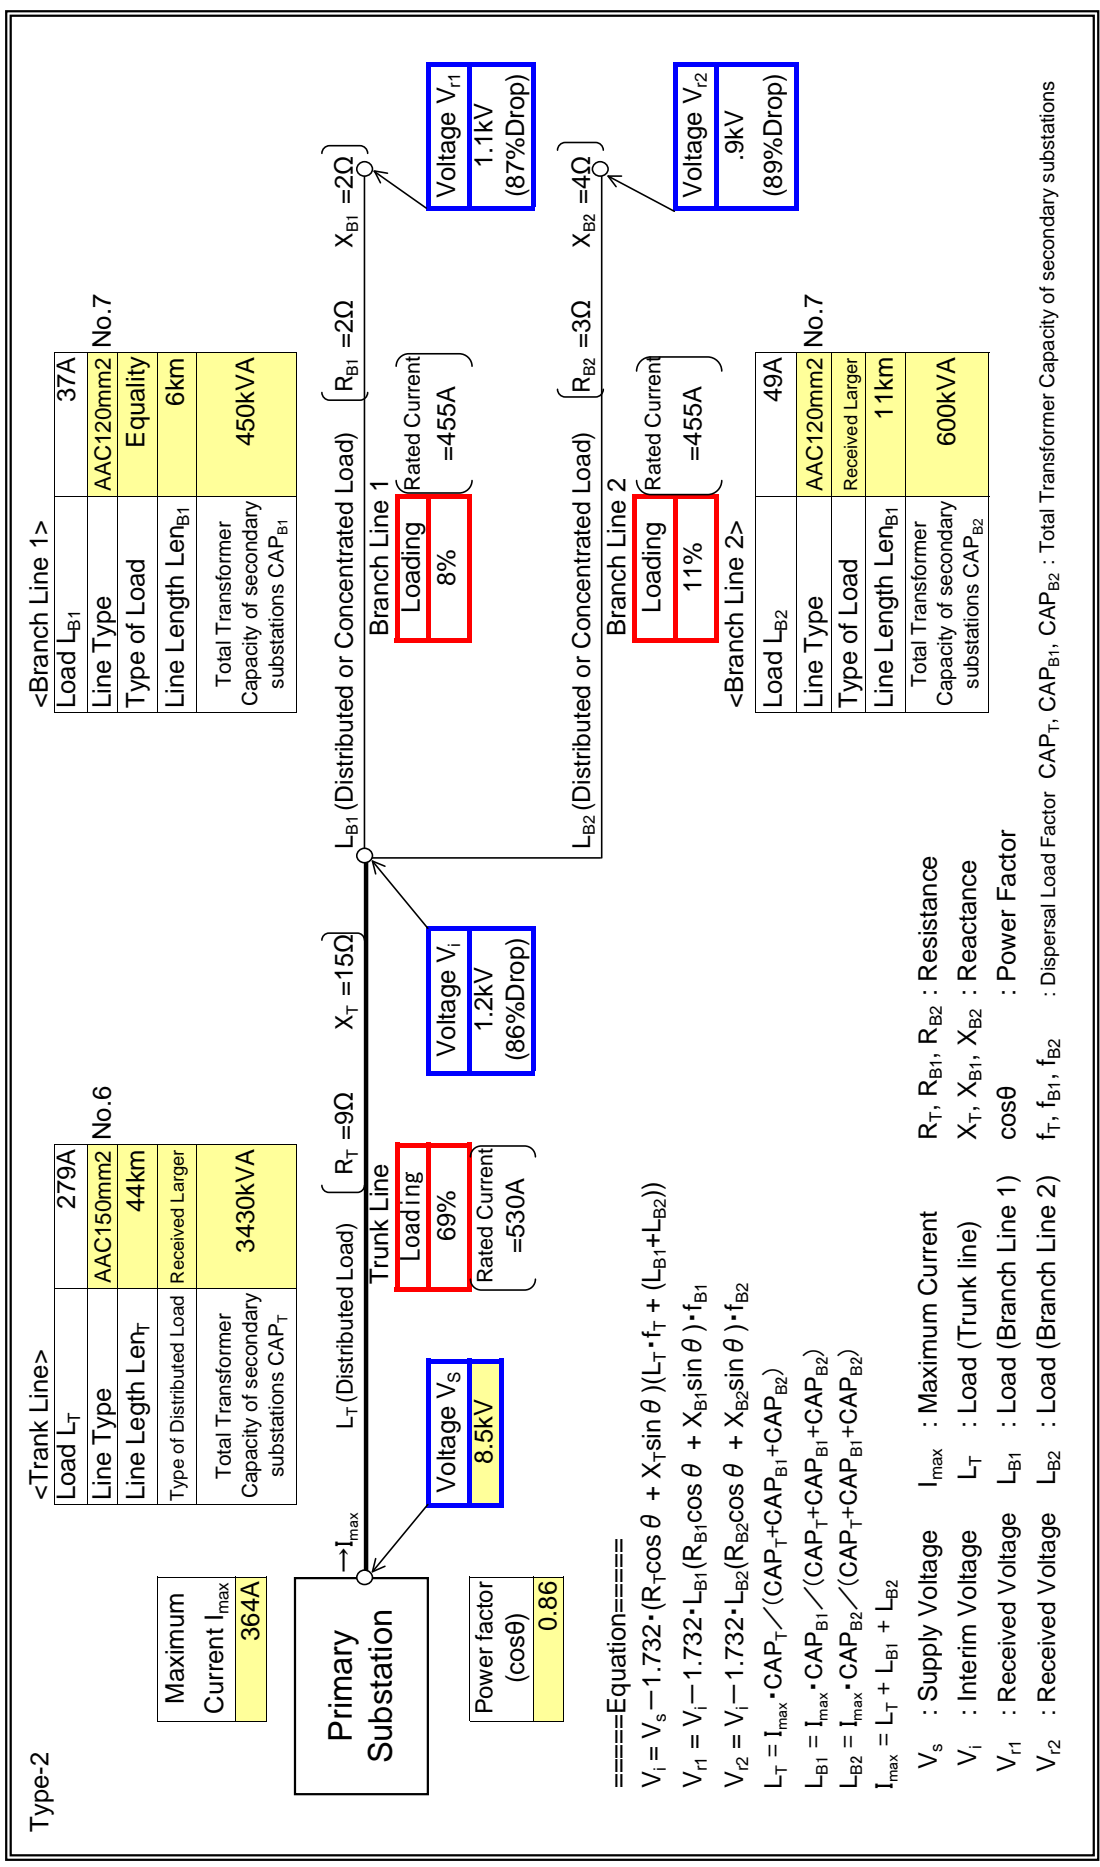 Type-2
Maximum
Current Imax
364A
Primary
Substation
Power factor
(cosθ)
0.86
→Imax
Voltage VS
8.5kV
<Trank Line>
Load LT 279A
Line Type AAC150mm2 No.6
Line Legth LenT 44km
Type of Distributed Load Received Larger
Total Transformer
Capacity of secondary
substations CAPT
3430kVA
LT (Distributed Load)
RT =9Ω XT =15Ω
Trunk Line
Loading
69%
Rated Current
=530A
Voltage Vi
1.2kV
(86%Drop)
<Branch Line 1>
Load LB1 37A
Line Type AAC120mm2 No.7
Type of Load Equality
Line Length LenB1 6km
Total Transformer
Capacity of secondary
substations CAPB1
450kVA
LB1 (Distributed or Concentrated Load)
RB1 =2Ω XB1 =2Ω
Branch Line 1
Loading
8%
Rated Current
=455A
Voltage Vr1
1.1kV
(87%Drop)
LB2 (Distributed or Concentrated Load)
RB2 =3Ω XB2 =4Ω
Branch Line 2
Loading
11%
Rated Current
=455A
Voltage Vr2
.9kV
(89%Drop)
<Branch Line 2>
Load LB2 49A
Line Type AAC120mm2 No.7
Type of Load Received Larger
Line Length LenB1 11km
Total Transformer
Capacity of secondary
substations CAPB2
600kVA
=====Equation=====
Vi = Vs－1.732･(RTcosθ + XTsinθ)(LT･fT + (LB1+LB2))
Vr1 = Vi－1.732･LB1(RB1cosθ + XB1sinθ)･fB1
Vr2 = Vi－1.732･LB2(RB2cosθ + XB2sinθ)･fB2
LT = Imax･CAPT／(CAPT+CAPB1+CAPB2)
LB1 = Imax･CAPB1／(CAPT+CAPB1+CAPB2)
LB2 = Imax･CAPB2／(CAPT+CAPB1+CAPB2)
Imax = LT + LB1 + LB2
Vs : Supply Voltage Imax : Maximum Current RT, RB1, RB2 : Resistance
Vi : Interim Voltage LT : Load (Trunk line) XT, XB1, XB2 : Reactance
Vr1 : Received Voltage LB1 : Load (Branch Line 1) cosθ : Power Factor
Vr2 : Received Voltage LB2 : Load (Branch Line 2) fT, fB1, fB2 : Dispersal Load Factor CAPT, CAPB1, CAPB2 : Total Transformer Capacity of secondary substations